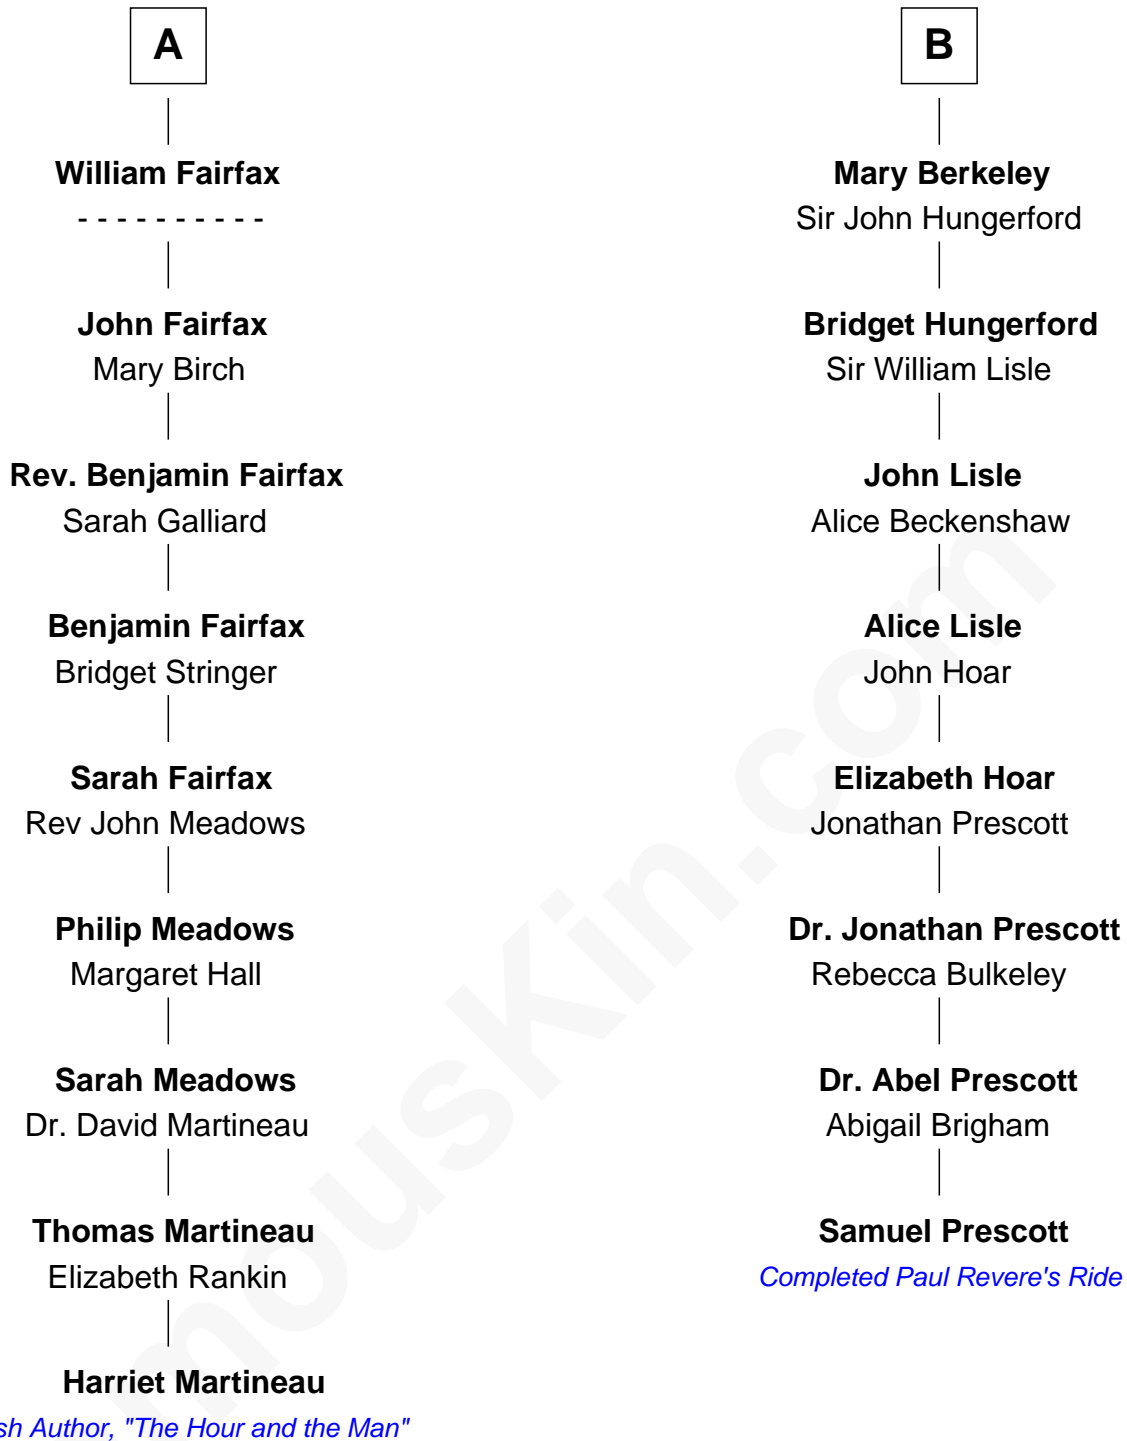 A
William Fairfax
- - - - - - - - - -
John Fairfax
Mary Birch
Rev. Benjamin Fairfax
Sarah Galliard
Benjamin Fairfax
Bridget Stringer
Sarah Fairfax
Rev John Meadows
Philip Meadows
Margaret Hall
Sarah Meadows
Dr. David Martineau
Thomas Martineau
Elizabeth Rankin
Harriet Martineau
sh Author, "The Hour and the Man"
B
Mary Berkeley
Sir John Hungerford
Bridget Hungerford
Sir William Lisle
John Lisle
Alice Beckenshaw
Alice Lisle
John Hoar
Elizabeth Hoar
Jonathan Prescott
Dr. Jonathan Prescott
Rebecca Bulkeley
Dr. Abel Prescott
Abigail Brigham
Samuel Prescott
Completed Paul Revere's Ride
mousKin.com